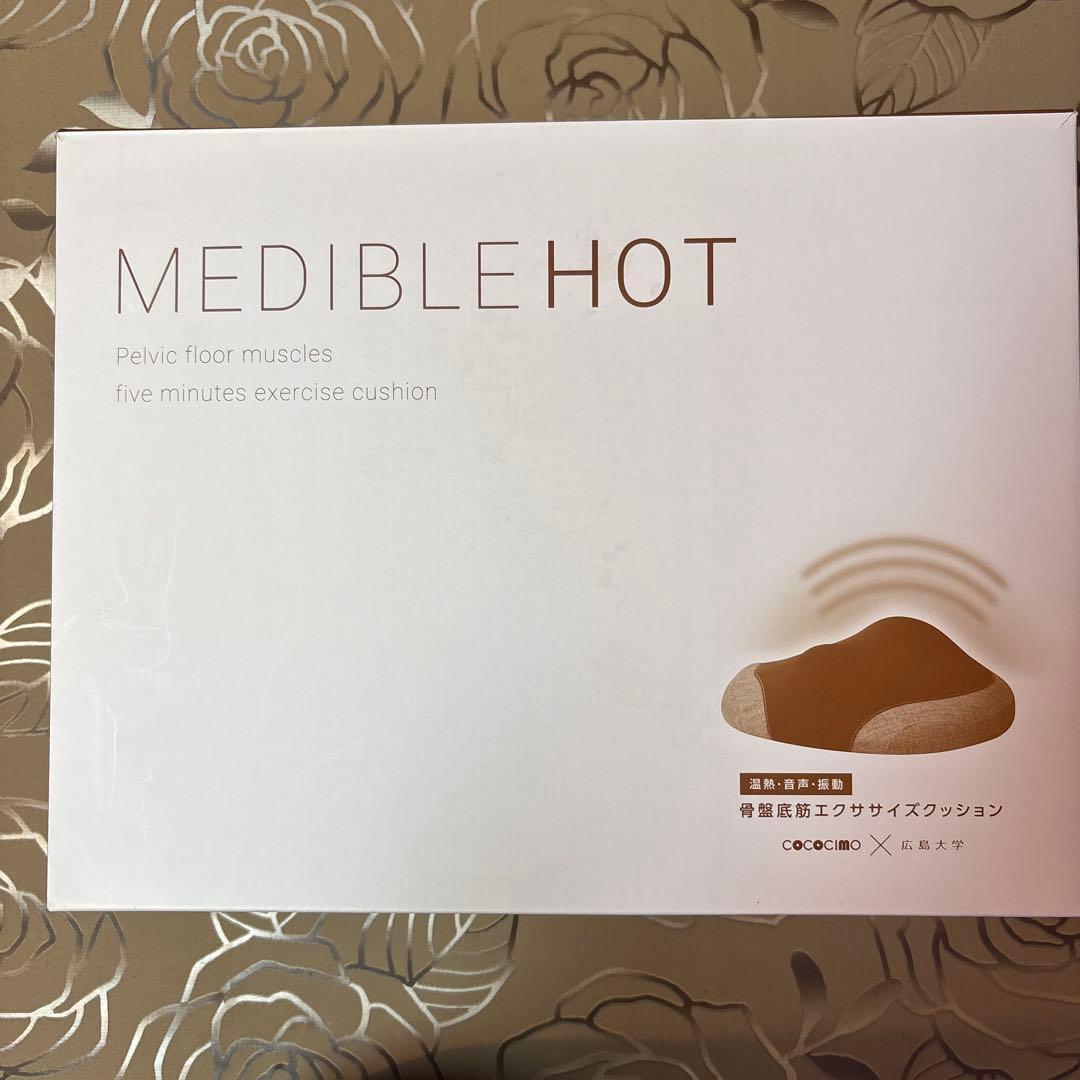 MEDIBLEHOT
Pelvic floor muscles
five minutes exercise cushion
温熱・音声・振動
骨盤底筋エクササイズクッション
COCOCIMO × 広島大学